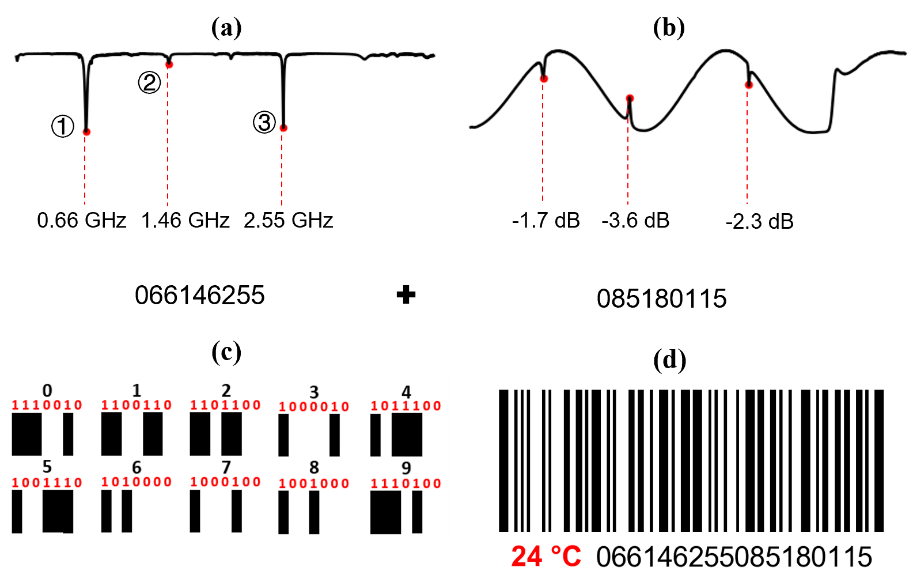 (a)
(b)
①
②
③
0.66 GHz 1.46 GHz 2.55 GHz
-1.7 dB -3.6 dB -2.3 dB
066146255 + 085180115
(c)
(d)
0 1 2 3 4
1110010 1100110 1101100 1000010 1011100
5 6 7 8 9
1001110 1010000 1000100 1001000 1110100
24 °C 066146255085180115